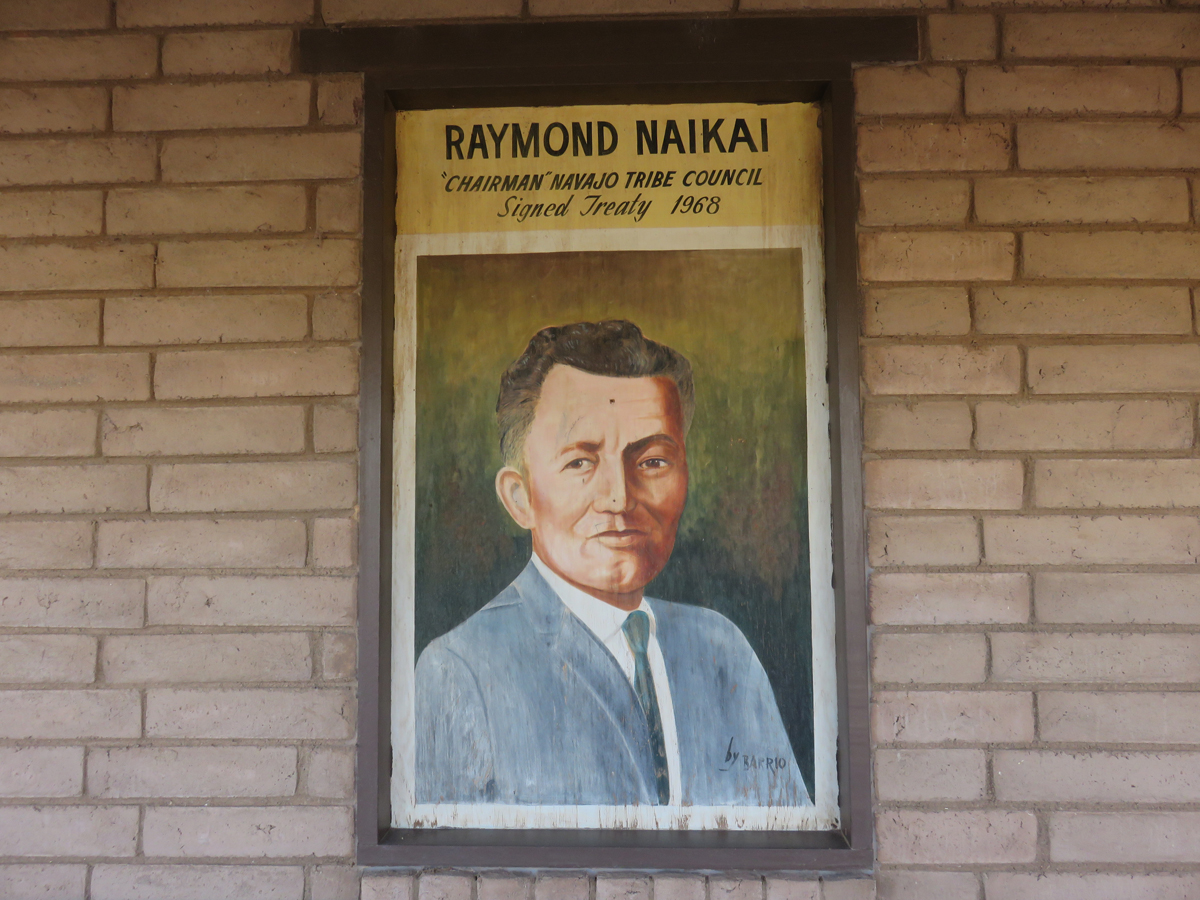 RAYMOND NAIKAI
"CHAIRMAN" NAVAJO TRIBE COUNCIL
Signed Treaty 1968
by BARRIO